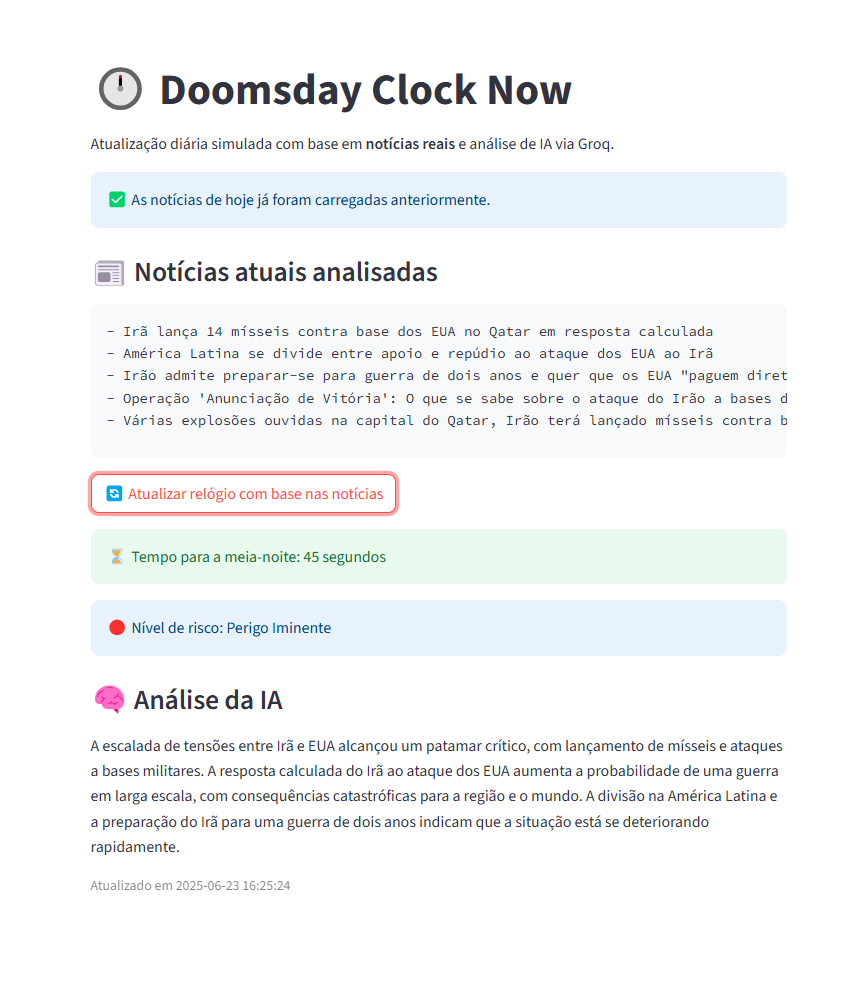 Doomsday Clock Now
Atualização diária simulada com base em notícias reais e análise de IA via Groq.
As notícias de hoje já foram carregadas anteriormente.
Notícias atuais analisadas
- Irã lança 14 mísseis contra base dos EUA no Qatar em resposta calculada
- América Latina se divide entre apoio e repúdio ao ataque dos EUA ao Irã
- Irão admite preparar-se para guerra de dois anos e quer que os EUA "paguem diret
- Operação 'Anunciação de Vitória': O que se sabe sobre o ataque do Irão a bases d
- Várias explosões ouvidas na capital do Qatar, Irão terá lançado mísseis contra b
Atualizar relógio com base nas notícias
Tempo para a meia-noite: 45 segundos
Nível de risco: Perigo Iminente
Análise da IA
A escalada de tensões entre Irã e EUA alcançou um patamar crítico, com lançamento de mísseis e ataques
a bases militares. A resposta calculada do Irã ao ataque dos EUA aumenta a probabilidade de uma guerra
em larga escala, com consequências catastróficas para a região e o mundo. A divisão na América Latina e
a preparação do Irã para uma guerra de dois anos indicam que a situação está se deteriorando
rapidamente.
Atualizado em 2025-06-23 16:25:24